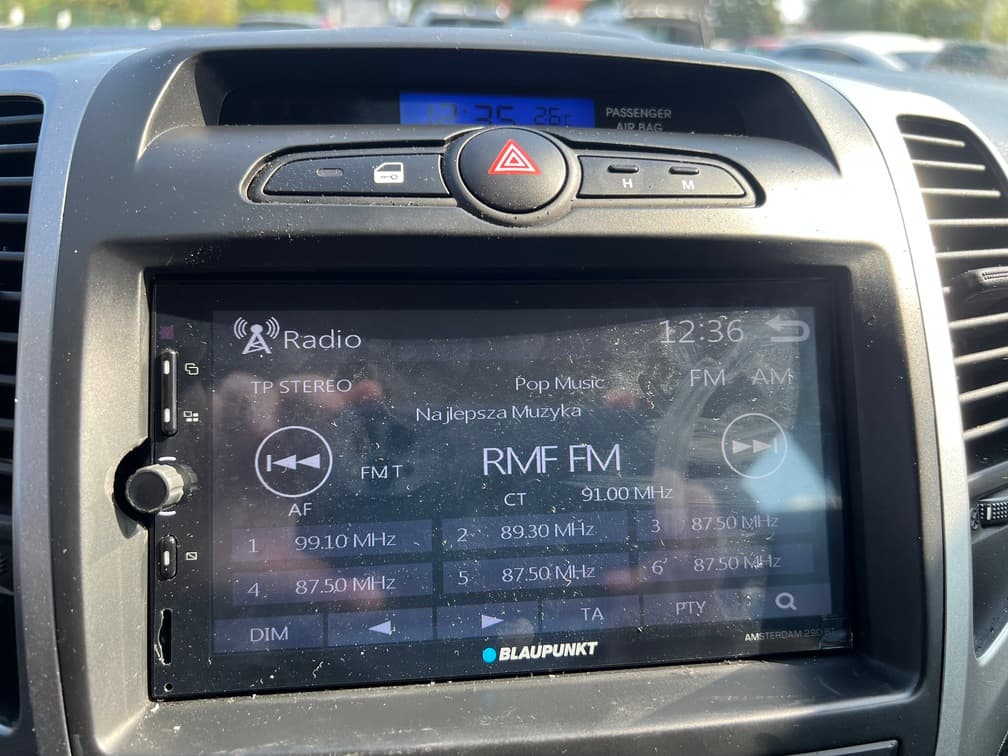 12:35 26
PASSENGER
AIR BAG
H M
Radio 12:36
TP STEREO Pop Music FM AM
Najlepsza Muzyka
FM1 RMF FM
AF CT 91.00 MHz
1 99.10 MHz 2 89.30 MHz 3 87.50 MHz
4 87.50 MHz 5 87.50 MHz 6 87.50 MHz
DIM TA PTY
BLAUPUNKT AMSTERDAM 290 BT